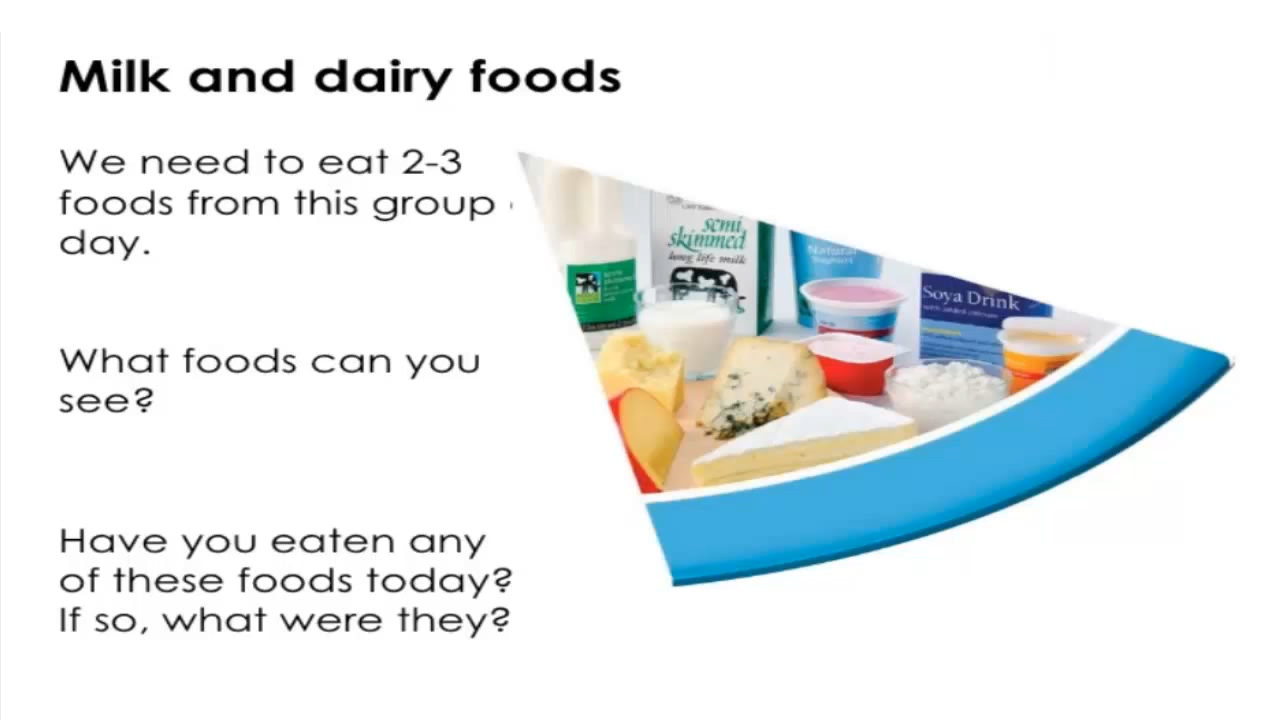 Milk and dairy foods
We need to eat 2-3
foods from this group
day.
What foods can you
see?
Have you eaten any
of these foods today?
If so, what were they?
semi
skimmed
long life milk
Natural
Yoghurt
Soya Drink